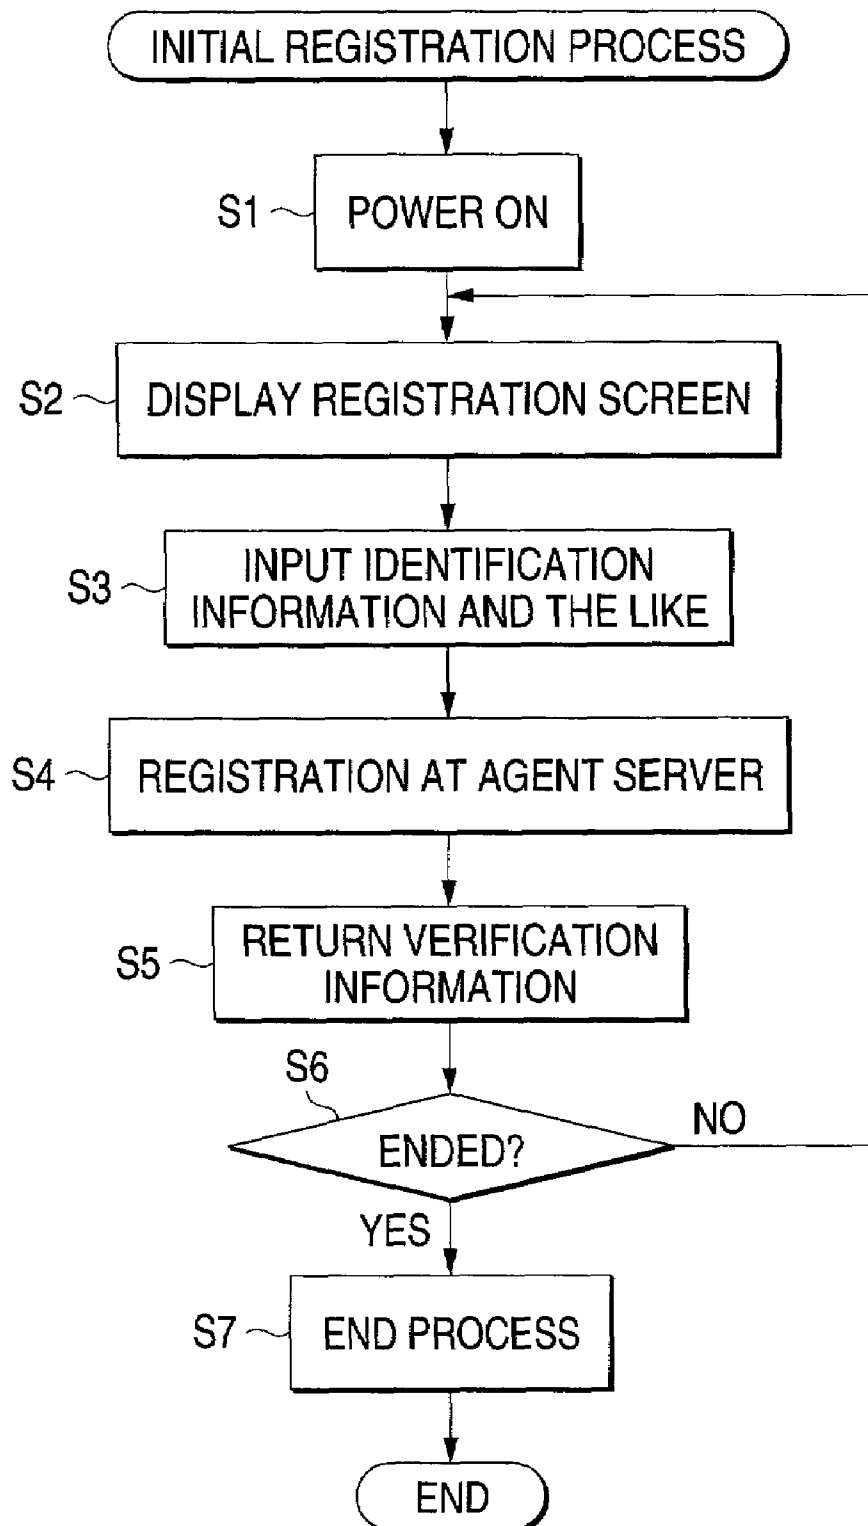 INITIAL REGISTRATION PROCESS
S1
POWER ON
S2
DISPLAY REGISTRATION SCREEN
S3
INPUT IDENTIFICATION
INFORMATION AND THE LIKE
S4
REGISTRATION AT AGENT SERVER
S5
RETURN VERIFICATION
INFORMATION
S6
ENDED?
NO
YES
S7
END PROCESS
END